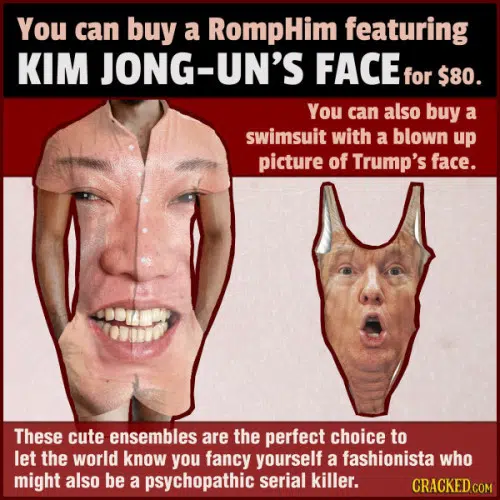 You can buy a RompHim featuring
KIM JONG-UN'S FACE for $80.
You can also buy a
swimsuit with a blown up
picture of Trump's face.
These cute ensembles are the perfect choice to
let the world know you fancy yourself a fashionista who
might also be a psychopathic serial killer.
CRACKED.COM